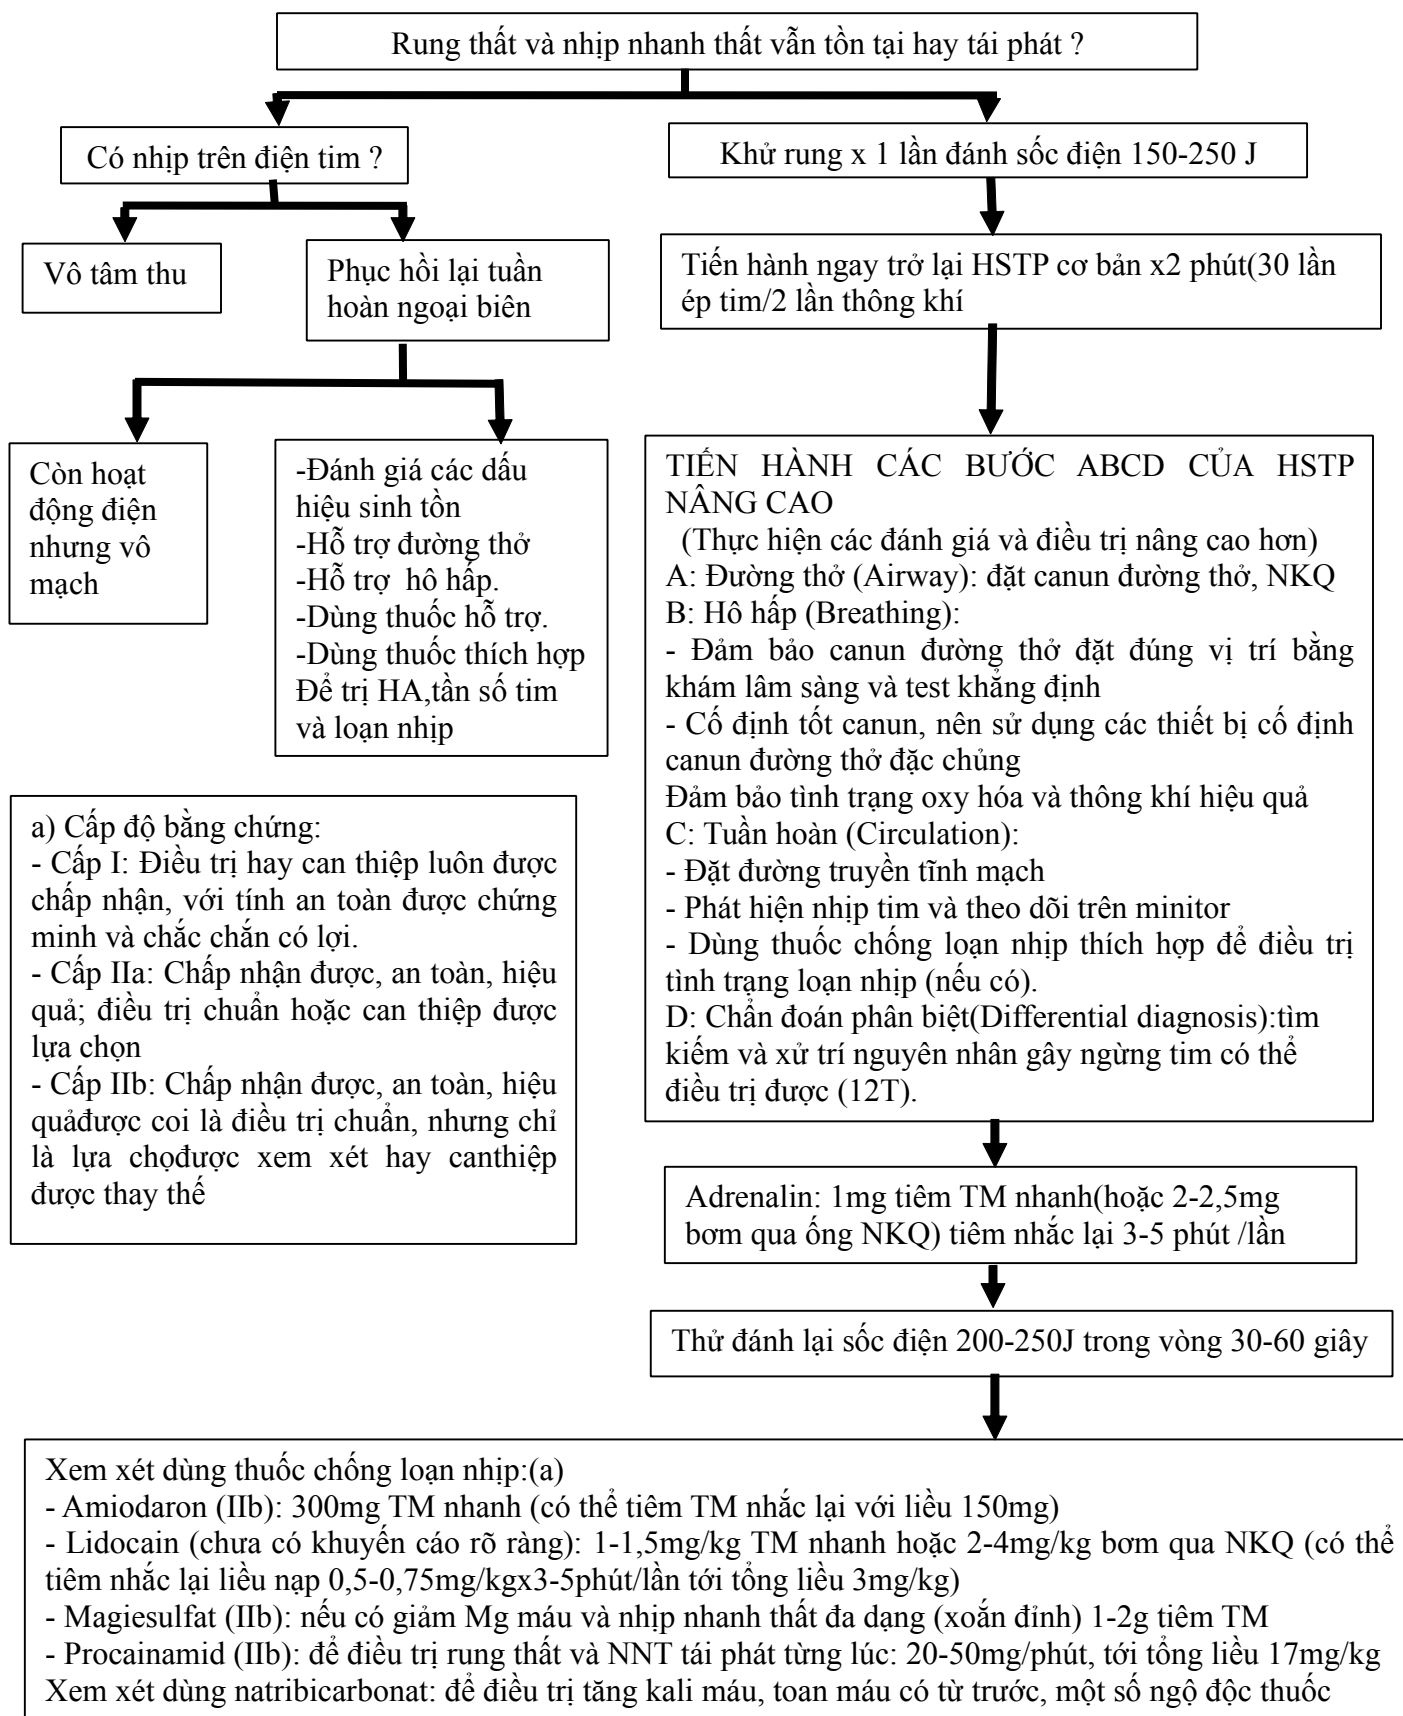 Rung thất và nhịp nhanh thất vẫn tồn tại hay tái phát ?
Có nhịp trên điện tim ?
Khử rung x 1 lần đánh sốc điện 150-250 J
Vô tâm thu
Phục hồi lại tuần
hoàn ngoại biên
Tiến hành ngay trở lại HSTP cơ bản x2 phút(30 lần
ép tim/2 lần thông khí
Còn hoạt
động điện
nhưng vô
mạch
-Đánh giá các dấu
hiệu sinh tồn
-Hỗ trợ đường thở
-Hỗ trợ hô hấp.
-Dùng thuốc hỗ trợ.
-Dùng thuốc thích hợp
Để trị HA,tần số tim
và loạn nhịp
TIẾN HÀNH CÁC BƯỚC ABCD CỦA HSTP
NÂNG CAO
(Thực hiện các đánh giá và điều trị nâng cao hơn)
A: Đường thở (Airway): đặt canun đường thở, NKQ
B: Hô hấp (Breathing):
- Đảm bảo canun đường thở đặt đúng vị trí bằng
khám lâm sàng và test khẳng định
- Cố định tốt canun, nên sử dụng các thiết bị cố định
canun đường thở đặc chủng
Đảm bảo tình trạng oxy hóa và thông khí hiệu quả
C: Tuần hoàn (Circulation):
- Đặt đường truyền tĩnh mạch
- Phát hiện nhịp tim và theo dõi trên minitor
- Dùng thuốc chống loạn nhịp thích hợp để điều trị
tình trạng loạn nhịp (nếu có).
D: Chẩn đoán phân biệt(Differential diagnosis):tìm
kiếm và xử trí nguyên nhân gây ngừng tim có thể
điều trị được (12T).
a) Cấp độ bằng chứng:
- Cấp I: Điều trị hay can thiệp luôn được
chấp nhận, với tính an toàn được chứng
minh và chắc chắn có lợi.
- Cấp IIa: Chấp nhận được, an toàn, hiệu
quả; điều trị chuẩn hoặc can thiệp được
lựa chọn
- Cấp IIb: Chấp nhận được, an toàn, hiệu
quảđược coi là điều trị chuẩn, nhưng chỉ
là lựa chọđược xem xét hay canthiệp
được thay thế
Adrenalin: 1mg tiêm TM nhanh(hoặc 2-2,5mg
bơm qua ống NKQ) tiêm nhắc lại 3-5 phút /lần
Thử đánh lại sốc điện 200-250J trong vòng 30-60 giây
Xem xét dùng thuốc chống loạn nhịp:(a)
- Amiodaron (IIb): 300mg TM nhanh (có thể tiêm TM nhắc lại với liều 150mg)
- Lidocain (chưa có khuyến cáo rõ ràng): 1-1,5mg/kg TM nhanh hoặc 2-4mg/kg bơm qua NKQ (có thể
tiêm nhắc lại liều nạp 0,5-0,75mg/kgx3-5phút/lần tới tổng liều 3mg/kg)
- Magiesulfat (IIb): nếu có giảm Mg máu và nhịp nhanh thất đa dạng (xoắn đỉnh) 1-2g tiêm TM
- Procainamid (IIb): để điều trị rung thất và NNT tái phát từng lúc: 20-50mg/phút, tới tổng liều 17mg/kg
Xem xét dùng natribicarbonat: để điều trị tăng kali máu, toan máu có từ trước, một số ngộ độc thuốc